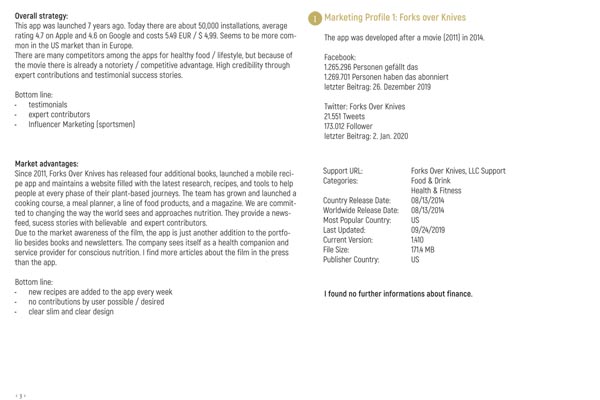 Overall strategy:
This app was launched 7 years ago. Today there are about 50,000 installations, average
rating 4.7 on Apple and 4.6 on Google and costs 5.49 EUR / $ 4,99. Seems to be more com-
mon in the US market than in Europe.
There are many competitors among the apps for healthy food / lifestyle, but because of
the movie there is already a notoriety / competitive advantage. High credibility through
expert contributions and testimonial success stories.
Bottom line:
- testimonials
- expert contributors
- Influencer Marketing (sportsmen)
Market advantages:
Since 2011, Forks Over Knives has released four additional books, launched a mobile reci-
pe app and maintains a website filled with the latest research, recipes, and tools to help
people at every phase of their plant-based journeys. The team has grown and launched a
cooking course, a meal planner, a line of food products, and a magazine. We are commit-
ted to changing the way the world sees and approaches nutrition. They provide a news-
feed, sucess stories with believable and expert contributors.
Due to the market awareness of the film, the app is just another addition to the portfo-
lio besides books and newsletters. The company sees itself as a health companion and
service provider for conscious nutrition. I find more articles about the film in the press
than the app.
Bottom line:
- new recipes are added to the app every week
- no contributions by user possible / desired
- clear slim and clear design
1 Marketing Profile 1: Forks over Knives
The app was developed after a movie (2011) in 2014.
Facebook:
1.265.296 Personen gefällt das
1.269.701 Personen haben das abonniert
letzter Beitrag: 26. Dezember 2019
Twitter: Forks Over Knives
21.551 Tweets
173.012 Follower
letzter Beitrag: 2. Jan. 2020
Support URL: Forks Over Knives, LLC Support
Categories: Food & Drink
Health & Fitness
Country Release Date: 08/13/2014
Worldwide Release Date: 08/13/2014
Most Popular Country: US
Last Updated: 09/24/2019
Current Version: 1.410
File Size: 171,4 MB
Publisher Country: US
I found no further informations about finance.